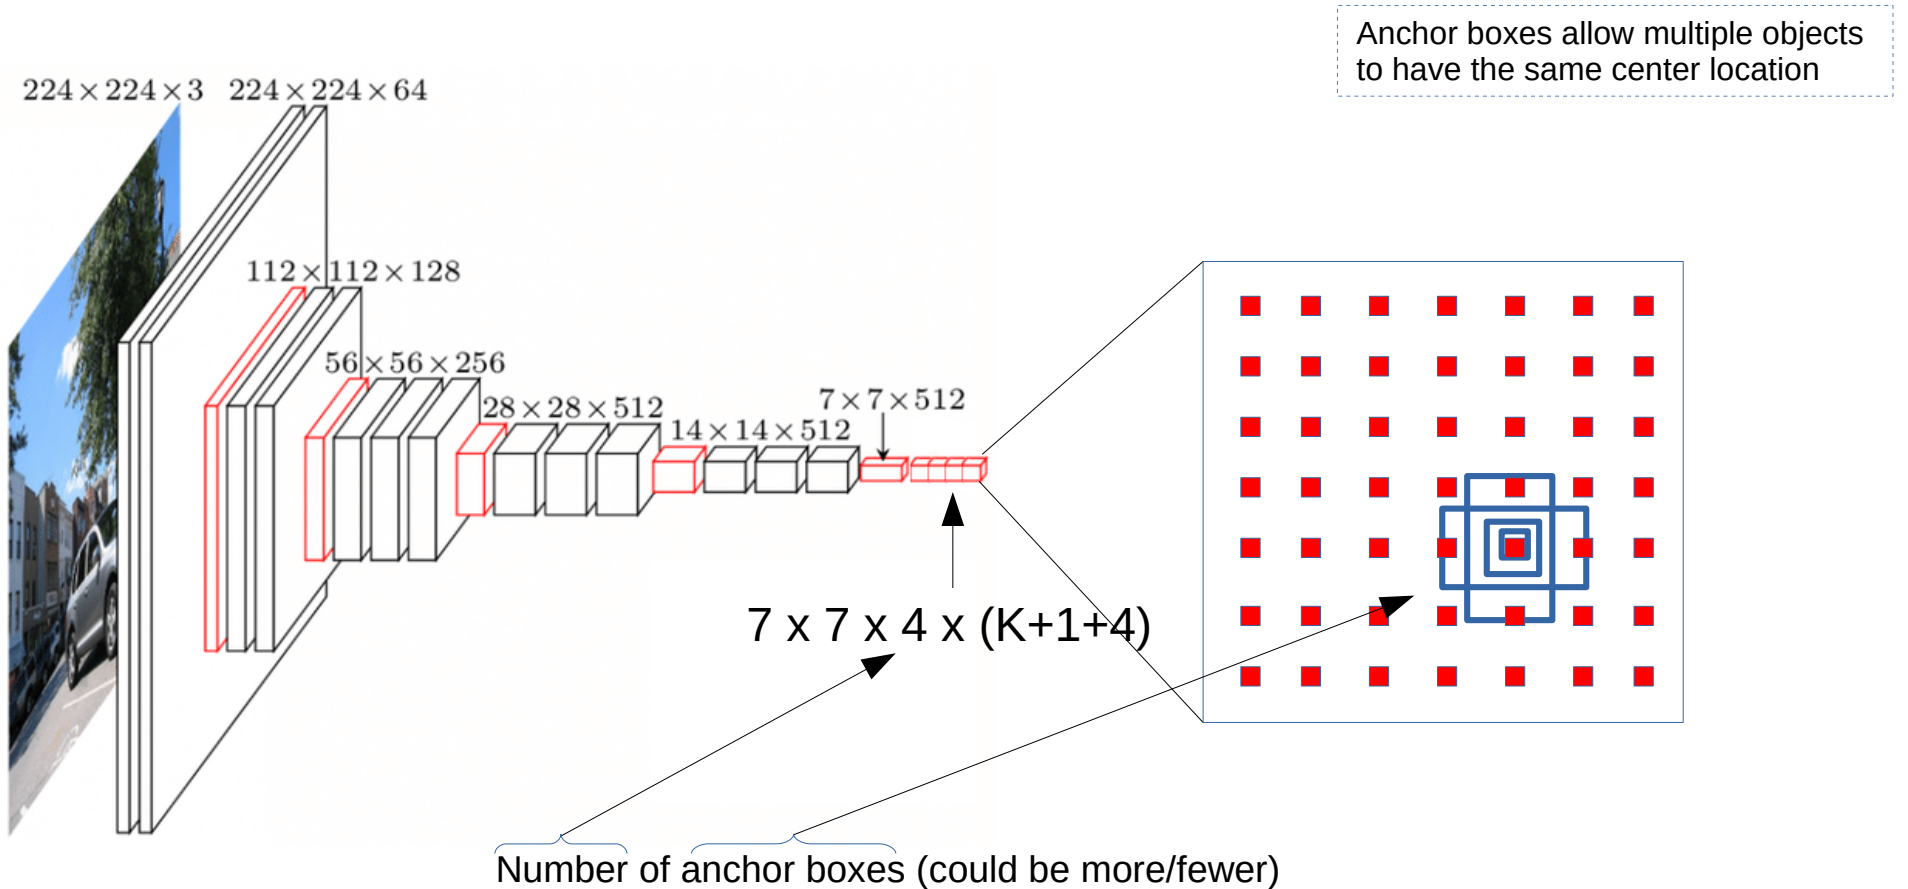 Anchor boxes allow multiple objects
to have the same center location
224×224×3
224×224×64
112×112×128
56×56×256
28×28×512
14×14×512
7×7×512
7 x 7 x 4 x (K+1+4)
Number of anchor boxes (could be more/fewer)